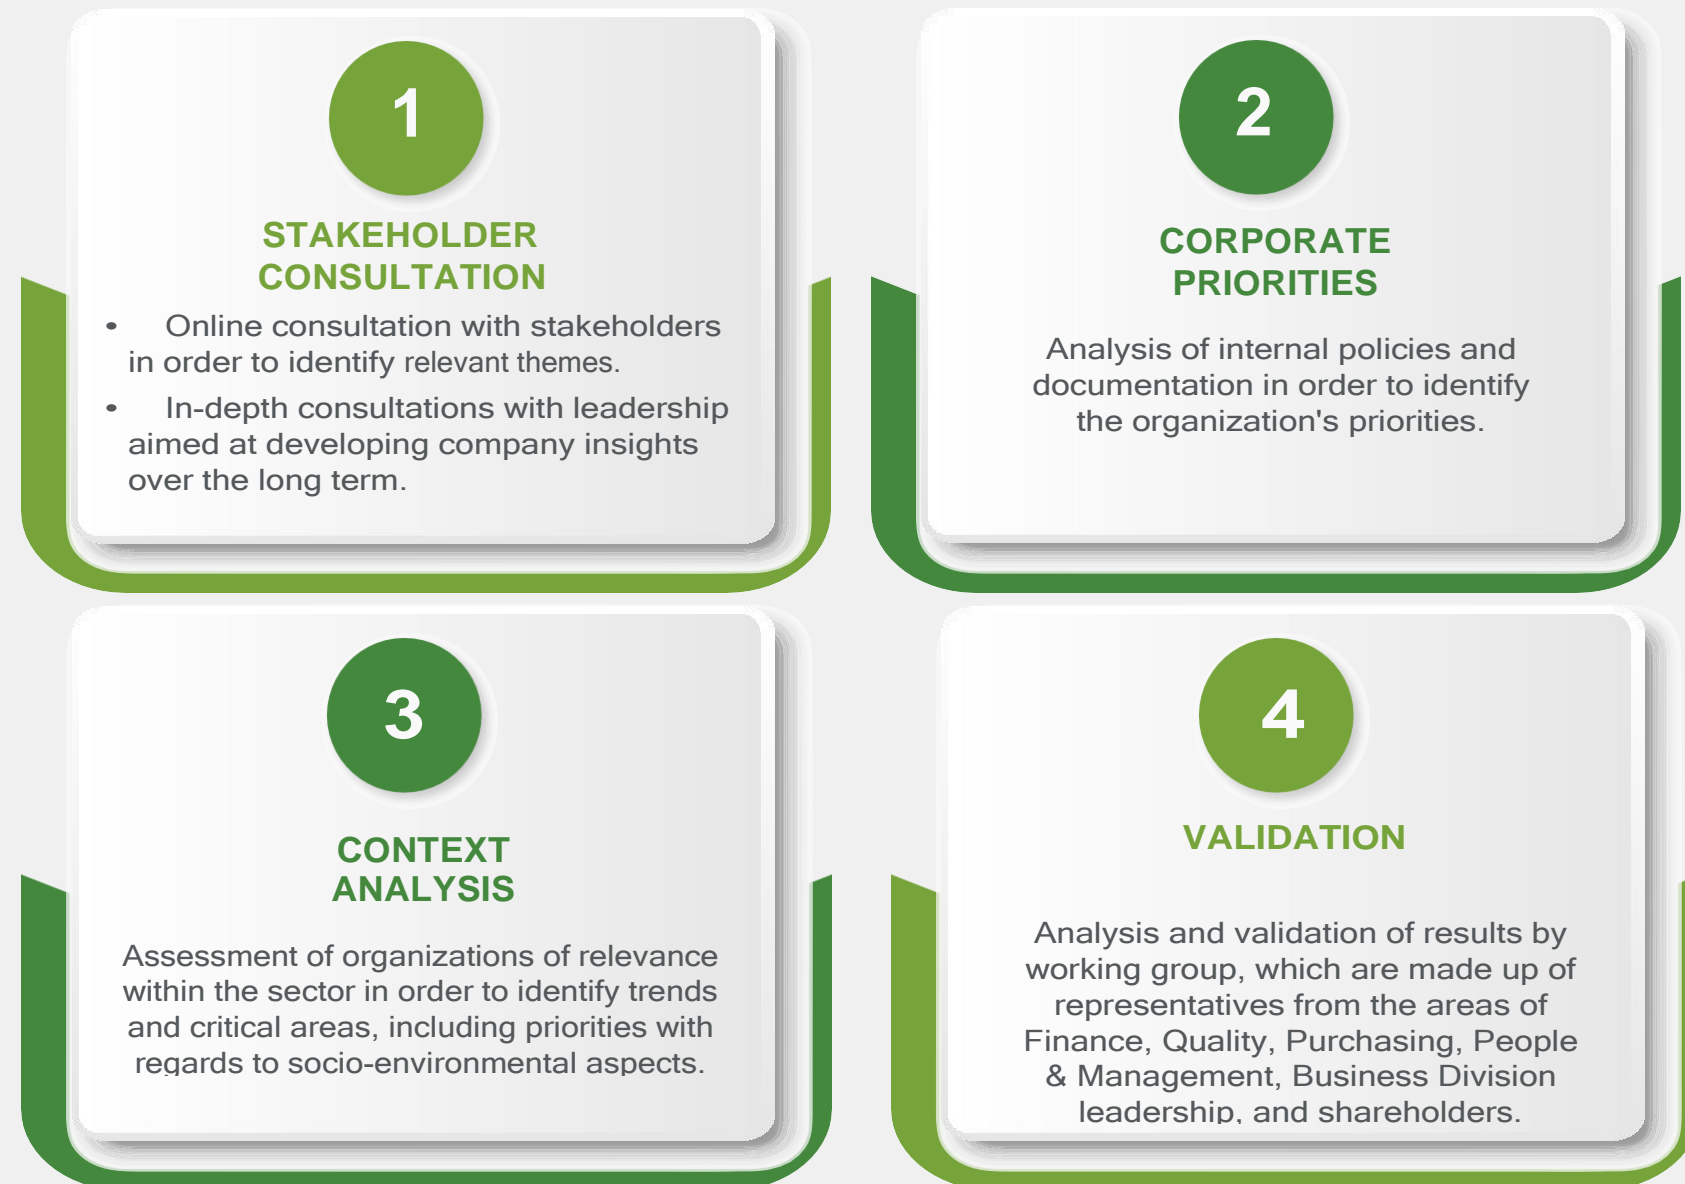 1
STAKEHOLDER
CONSULTATION
• Online consultation with stakeholders
in order to identify relevant themes.
• In-depth consultations with leadership
aimed at developing company insights
over the long term.
2
CORPORATE
PRIORITIES
Analysis of internal policies and
documentation in order to identify
the organization's priorities.
3
CONTEXT
ANALYSIS
Assessment of organizations of relevance
within the sector in order to identify trends
and critical areas, including priorities with
regards to socio-environmental aspects.
4
VALIDATION
Analysis and validation of results by
working group, which are made up of
representatives from the areas of
Finance, Quality, Purchasing, People
& Management, Business Division
leadership, and shareholders.